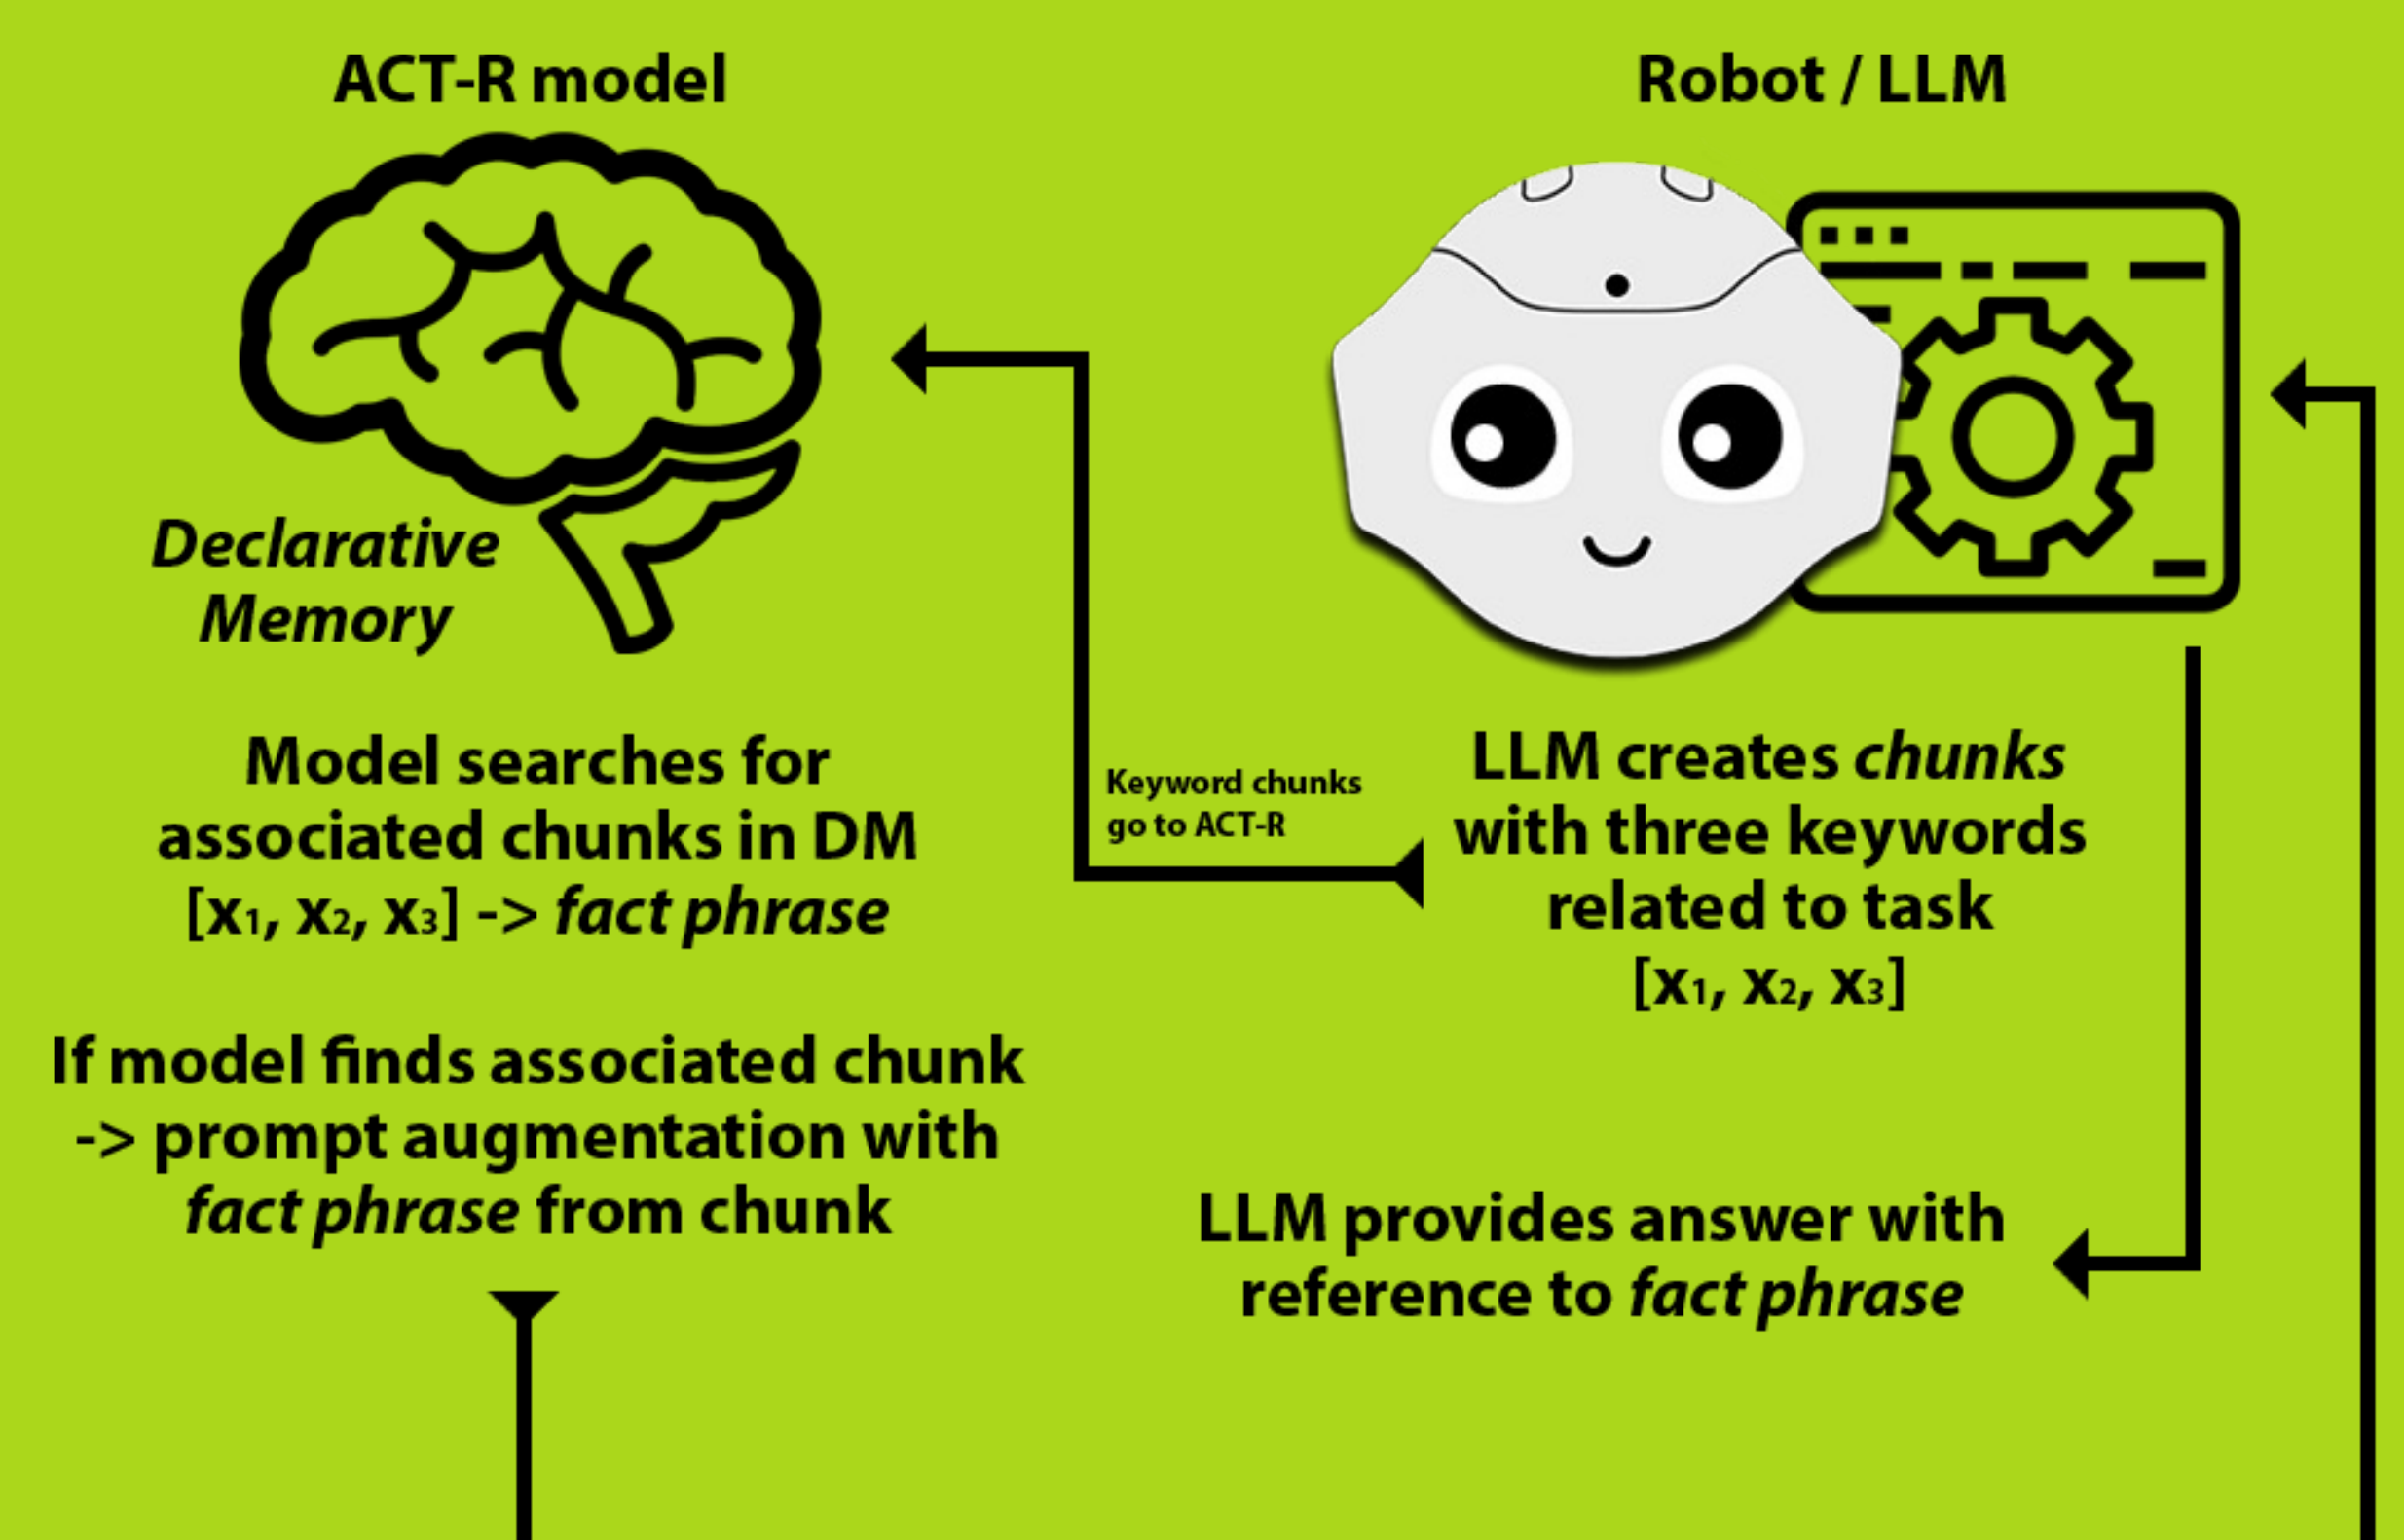 ACT-R model
Declarative
Memory
Model searches for
associated chunks in DM
[x₁, x₂, x₃] -> fact phrase
If model finds associated chunk
-> prompt augmentation with
fact phrase from chunk
Keyword chunks
go to ACT-R
Robot / LLM
LLM creates chunks
with three keywords
related to task
[x₁, x₂, x₃]
LLM provides answer with
reference to fact phrase